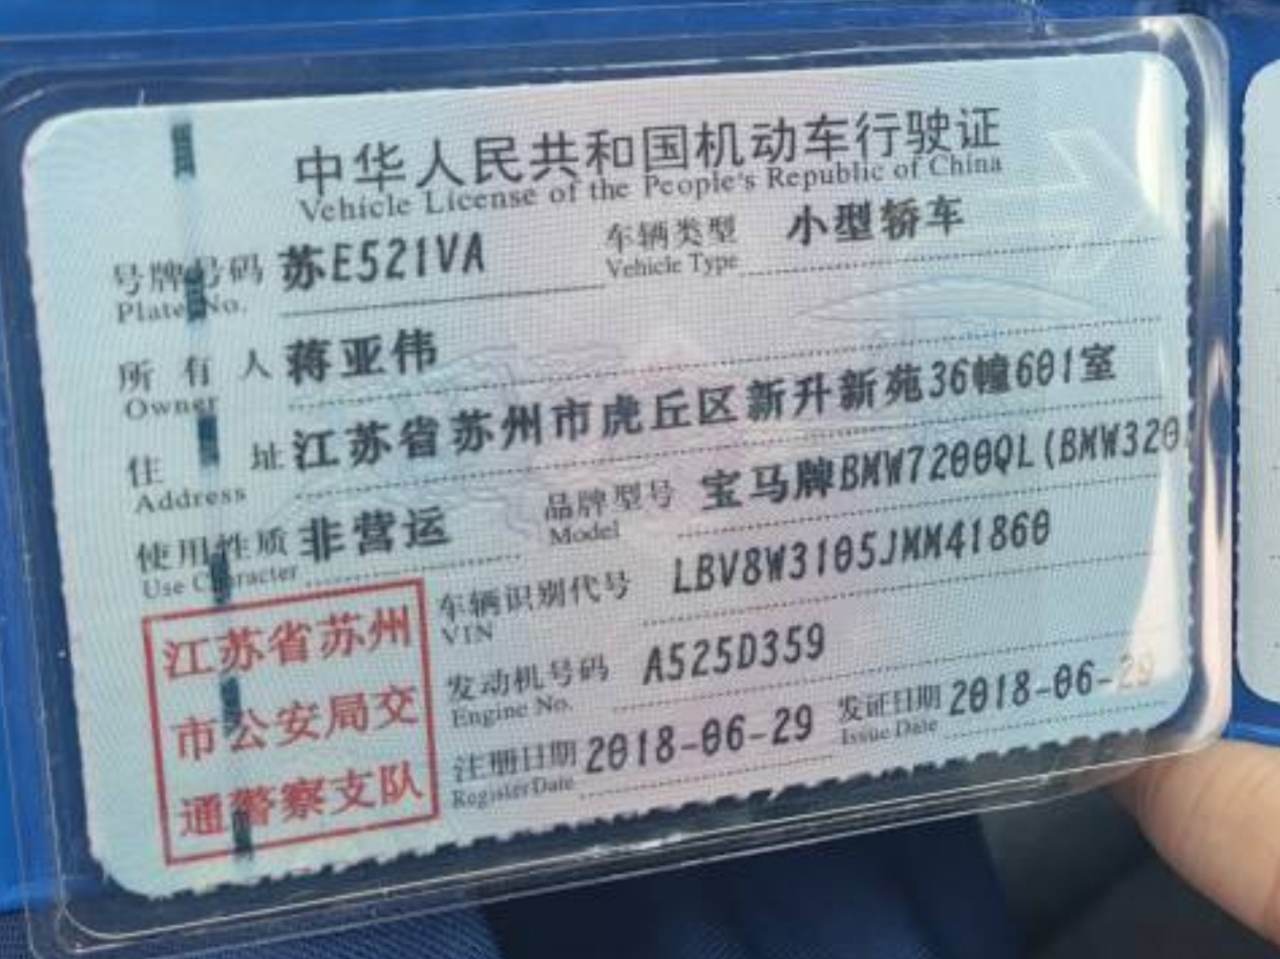 中华人民共和国机动车行驶证
Vehicle License of the People's Republic of China
号牌号码 苏E521VA 车辆类型 小型轿车
Plate No. Vehicle Type
所有人 蒋亚伟
Owner
住址 江苏省苏州市虎丘区新升新苑36幢601室
Address
使用性质 非营运 品牌型号 宝马牌BMW7200QL(BMW320
Use Character Model
车辆识别代号 LBV8W3105JMM41860
VIN
发动机号码 A525D359
Engine No.
注册日期 2018-06-29 发证日期 2018-06-29
Register Date Issue Date
江苏省苏州
市公安局交
通警察支队